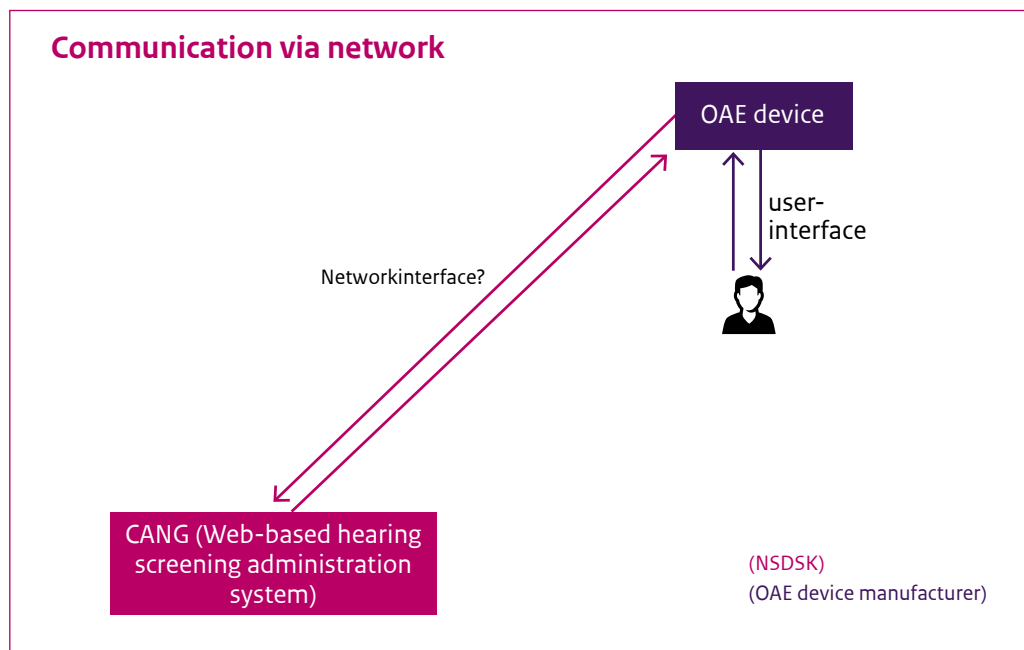 Communication via network
OAE device
user-
interface
Networkinterface?
CANG (Web-based hearing
screening administration
system)
(NSDSK)
(OAE device manufacturer)